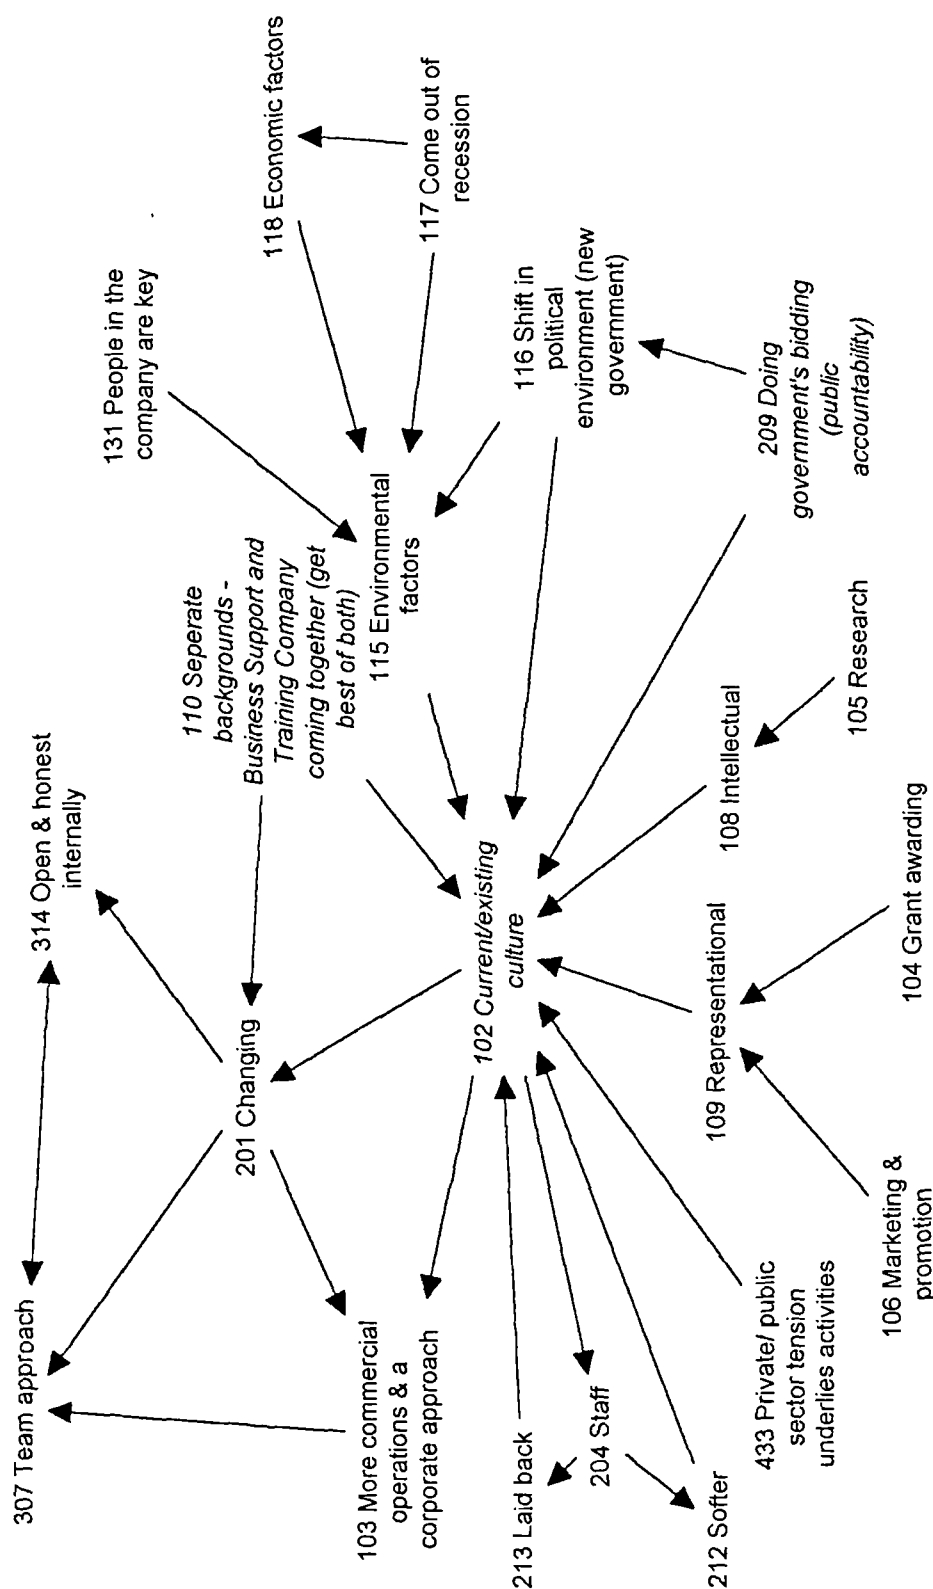 307 Team approach
314 Open & honest
internally
201 Changing
110 Seperate
backgrounds -
Business Support and
Training Company
coming together (get
best of both)
131 People in the
company are key
118 Economic factors
117 Come out of
recession
115 Environmental
factors
103 More commercial
operations & a
corporate approach
102 Current/existing
culture
116 Shift in
political
environment (new
government)
213 Laid back
204 Staff
212 Softer
433 Private/ public
sector tension
underlies activities
109 Representational
108 Intellectual
209 Doing
government's bidding
(public
accountability)
106 Marketing &
promotion
104 Grant awarding
105 Research